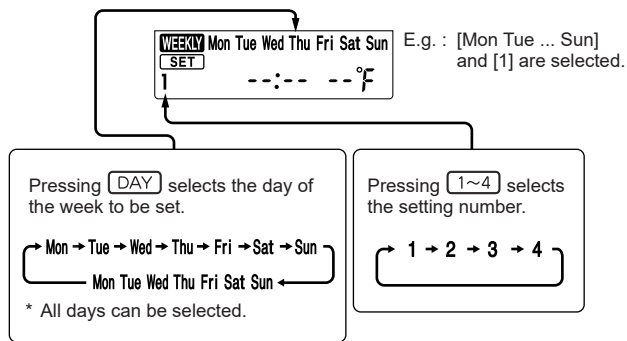 WEEKLY Mon Tue Wed Thu Fri Sat Sun
SET
1 --:-- --°F
E.g. : [Mon Tue ... Sun]
and [1] are selected.
Pressing DAY selects the day of
the week to be set.
Mon → Tue → Wed → Thu → Fri → Sat → Sun
Mon Tue Wed Thu Fri Sat Sun
* All days can be selected.
Pressing 1~4 selects
the setting number.
1 → 2 → 3 → 4